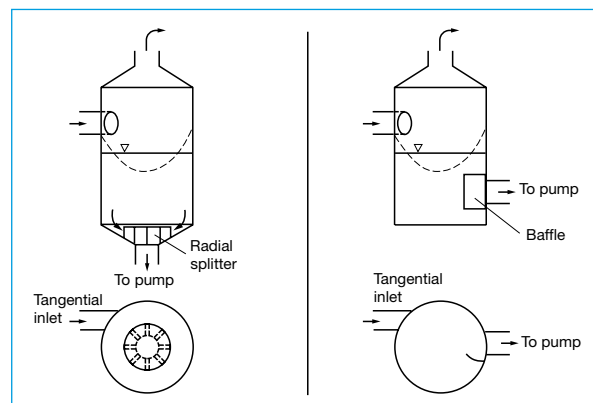 Radial
splitter
To pump
Tangential
inlet
To pump
Baffle
Tangential
inlet
To pump